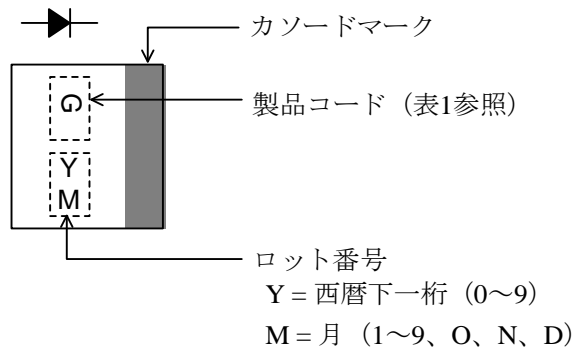 カソードマーク
G
製品コード（表1参照）
Y
M
ロット番号
Y = 西暦下一桁（0～9）
M = 月（1～9、O、N、D）